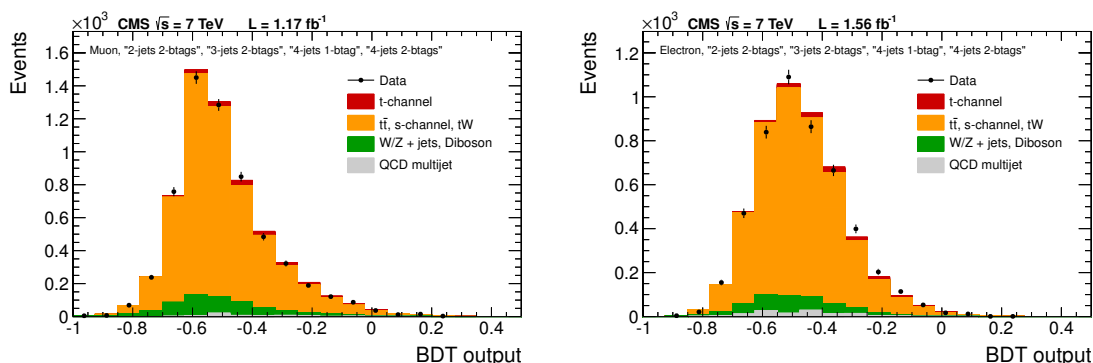 ×10³ CMS √s = 7 TeV L = 1.17 fb⁻¹
Muon, "2-jets 2-btags", "3-jets 2-btags", "4-jets 1-btag", "4-jets 2-btags"
Events
Data
t-channel
tt̄, s-channel, tW
W/Z + jets, Diboson
QCD multijet
1.6
1.4
1.2
1
0.8
0.6
0.4
0.2
0
-1 -0.8 -0.6 -0.4 -0.2 0 0.2 0.4
BDT output
×10³ CMS √s = 7 TeV L = 1.56 fb⁻¹
Electron, "2-jets 2-btags", "3-jets 2-btags", "4-jets 1-btag", "4-jets 2-btags"
Events
Data
t-channel
tt̄, s-channel, tW
W/Z + jets, Diboson
QCD multijet
1.2
1
0.8
0.6
0.4
0.2
0
-1 -0.8 -0.6 -0.4 -0.2 0 0.2 0.4
BDT output